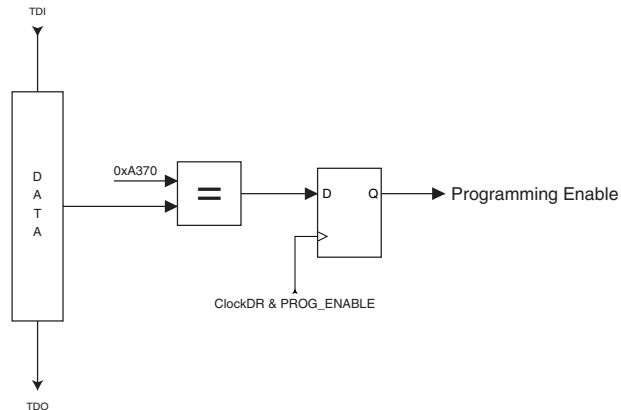 TDI
D
A
T
A
0xA370
=
D
Q
Programming Enable
ClockDR & PROG_ENABLE
TDO